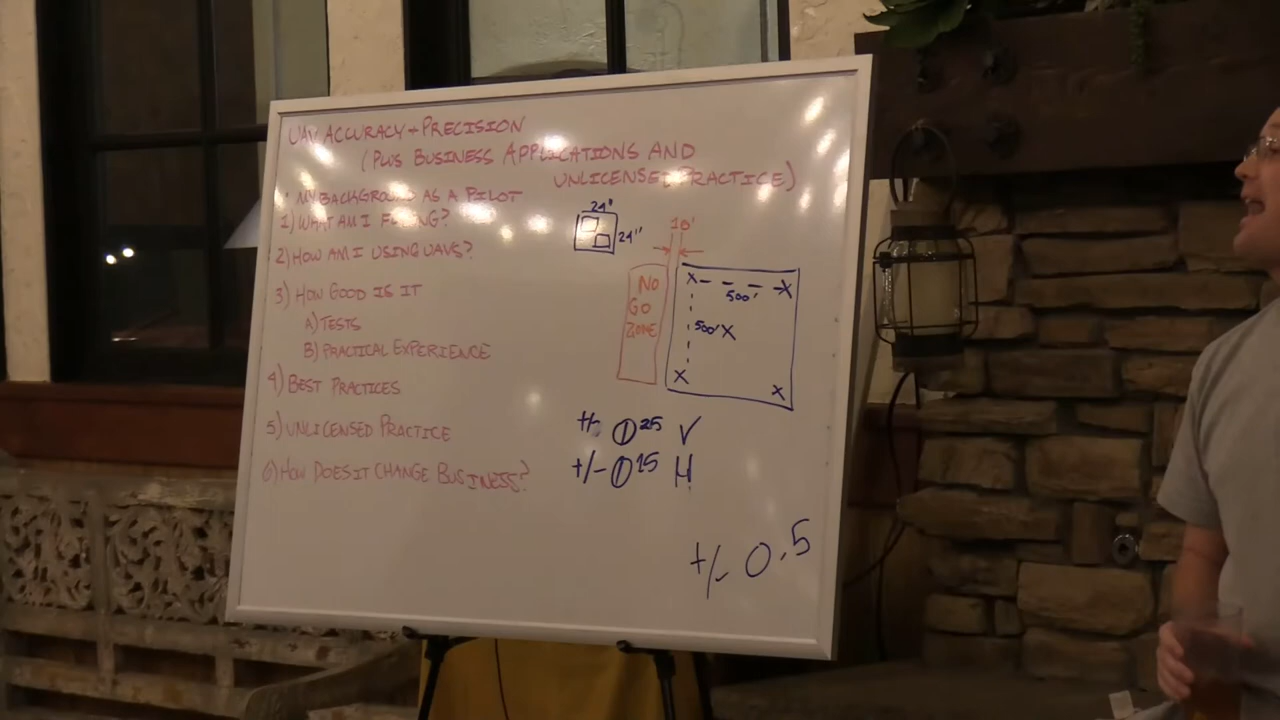 UAV ACCURACY + PRECISION
(PLUS BUSINESS APPLICATIONS AND
UNLICENSED PRACTICE)
• MY BACKGROUND AS A PILOT
1) WHAT AM I FLYING?
2) HOW AM I USING UAVS?
3) HOW GOOD IS IT
A) TESTS
B) PRACTICAL EXPERIENCE
4) BEST PRACTICES
5) UNLICENSED PRACTICE
6) HOW DOES IT CHANGE BUSINESS?
24"
24"
10'
NO
GO
ZONE
X - - - X
500'
500' X
X
X
+/- 0.25 V
+/- 0.15 H
+/- 0.5